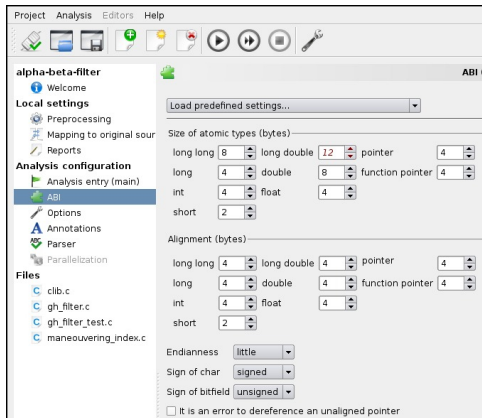 Project Analysis Editors Help
alpha-beta-filter
Welcome
Local settings
Preprocessing
Mapping to original sour
Reports
Analysis configuration
Analysis entry (main)
ABI
Options
Annotations
Parser
Parallelization
Files
clib.c
gh_filter.c
gh_filter_test.c
maneouvering_index.c
ABI
Load predefined settings...
Size of atomic types (bytes)
long long 8 long double 12 pointer 4
long 4 double 8 function pointer 4
int 4 float 4
short 2
Alignment (bytes)
long long 4 long double 4 pointer 4
long 4 double 4 function pointer 4
int 4 float 4
short 2
Endianness little
Sign of char signed
Sign of bitfield unsigned
It is an error to dereference an unaligned pointer